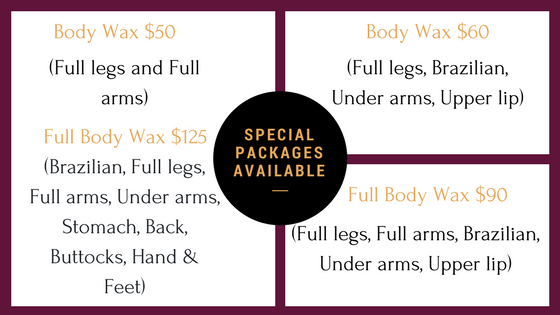 Body Wax $50
(Full legs and Full
arms)
Full Body Wax $125
(Brazilian, Full legs,
Full arms, Under arms,
Stomach, Back,
Buttocks, Hand &
Feet)
SPECIAL
PACKAGES
AVAILABLE
Body Wax $60
(Full legs, Brazilian,
Under arms, Upper lip)
Full Body Wax $90
(Full legs, Full arms, Brazilian,
Under arms, Upper lip)